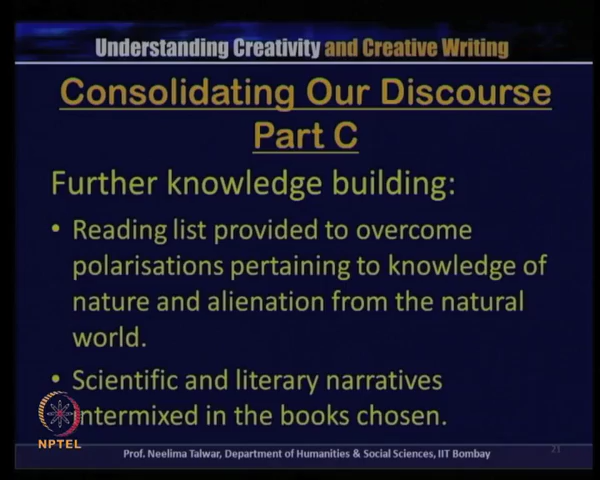 Understanding Creativity and Creative Writing
Consolidating Our Discourse
Part C
Further knowledge building:
• Reading list provided to overcome
polarisations pertaining to knowledge of
nature and alienation from the natural
world.
• Scientific and literary narratives
intermixed in the books chosen.
NPTEL
Prof. Neelima Talwar, Department of Humanities & Social Sciences, IIT Bombay
21